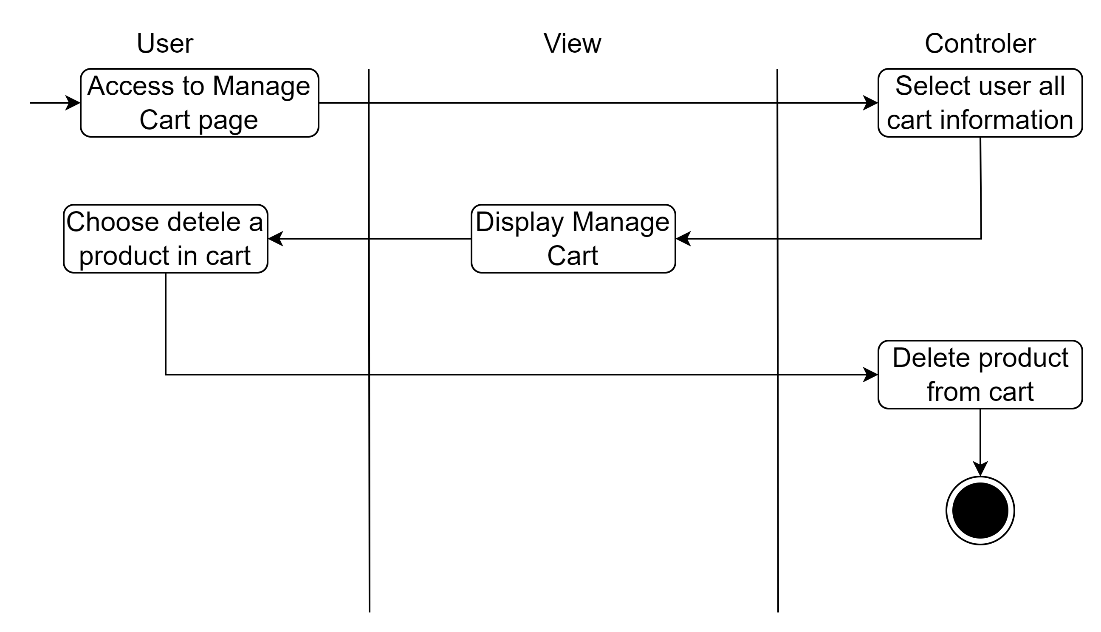 User
View
Controler
Access to Manage
Cart page
Select user all
cart information
Choose detele a
product in cart
Display Manage
Cart
Delete product
from cart